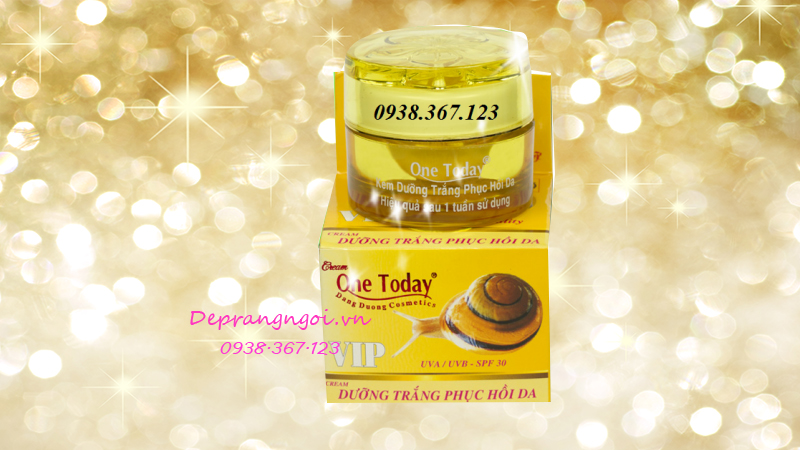 0938.367.123
One Today®
Kem Dưỡng Trắng Phục Hồi Da
Hiệu quả sau 1 tuần sử dụng
CREAM
DƯỠNG TRẮNG PHỤC HỒI DA
Cream
One Today®
Dang Duong Cosmetics
Deprangngoi.vn
0938.367.123
VIP
UVA / UVB - SPF 30
CREAM
DƯỠNG TRẮNG PHỤC HỒI DA